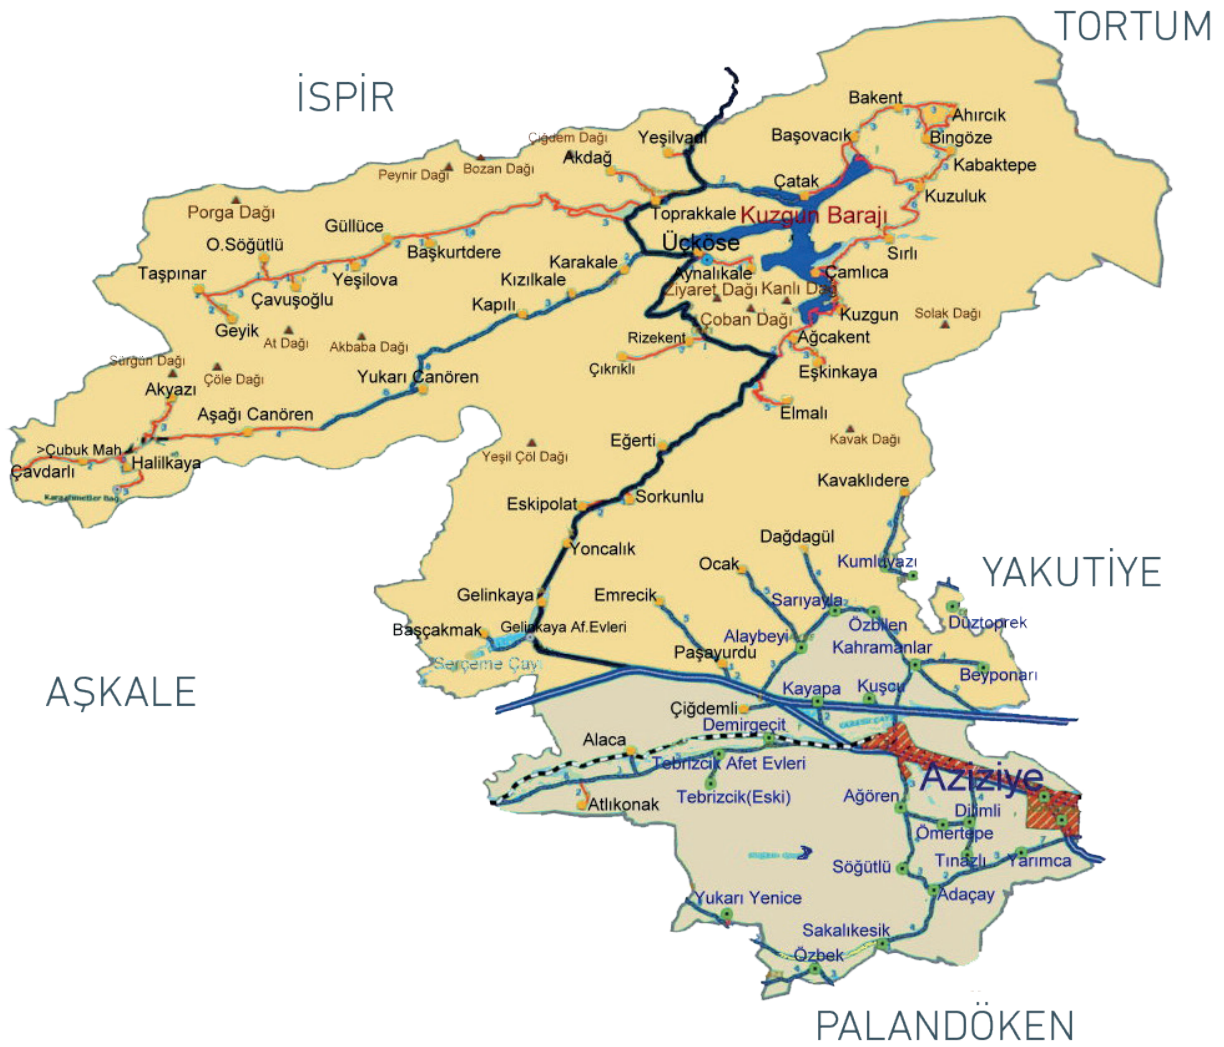 TORTUM
İSPİR
Bakent
Ahırcık
Başovacık
Bingöze
Yeşilvadi
Çiğdem Dağı
Akdağ
Kabaktepe
Bozan Dağı
Peynir Dağı
Çatak
Kuzuluk
Porga Dağı
Toprakkale
Kuzgun Barajı
Güllüce
O.Söğütlü
Üçköse
Başkurtdere
Sırlı
Karakale
Taşpınar
Yeşilova
Kızılkale
Aynalıkale
Çamlıca
Çavuşoğlu
Ziyaret Dağı
Kanlı Dağ
Kapılı
Kuzgun
Solak Dağı
Çoban Dağı
Geyik
At Dağı
Akbaba Dağı
Rizekent
Ağcakent
Sürgün Dağı
Çıkrıklı
Eşkinkaya
Çöle Dağı
Yukarı Canören
Akyazı
Aşağı Canören
Elmalı
Eğerti
Kavak Dağı
>Çubuk Mah
Yeşil Çöl Dağı
Halilkaya
Çavdarlı
Kavaklıdere
Karaahmetler Bağ.
Sorkunlu
Eskipolat
Dağdagül
Yoncalık
Kumluyazı
Ocak
YAKUTİYE
Gelinkaya
Emrecik
Sarıyayla
Düztoprek
Özbilen
Başçakmak
Gelinkaya Af.Evleri
Alaybeyi
Kahramanlar
Paşayurdu
Serçeme Çayı
Beyponarı
AŞKALE
Kayapa
Kuşçu
Çiğdemli
Demirgeçit
Alaca
Tebrizcik Afet Evleri
Aziziye
Tebrizcik(Eski)
Ağören
Atlıkonak
Dilimli
Ömertepe
Söğütlü
Tınazlı
Yarımca
Adaçay
Yukarı Yenice
Sakalıkesik
Özbek
PALANDÖKEN